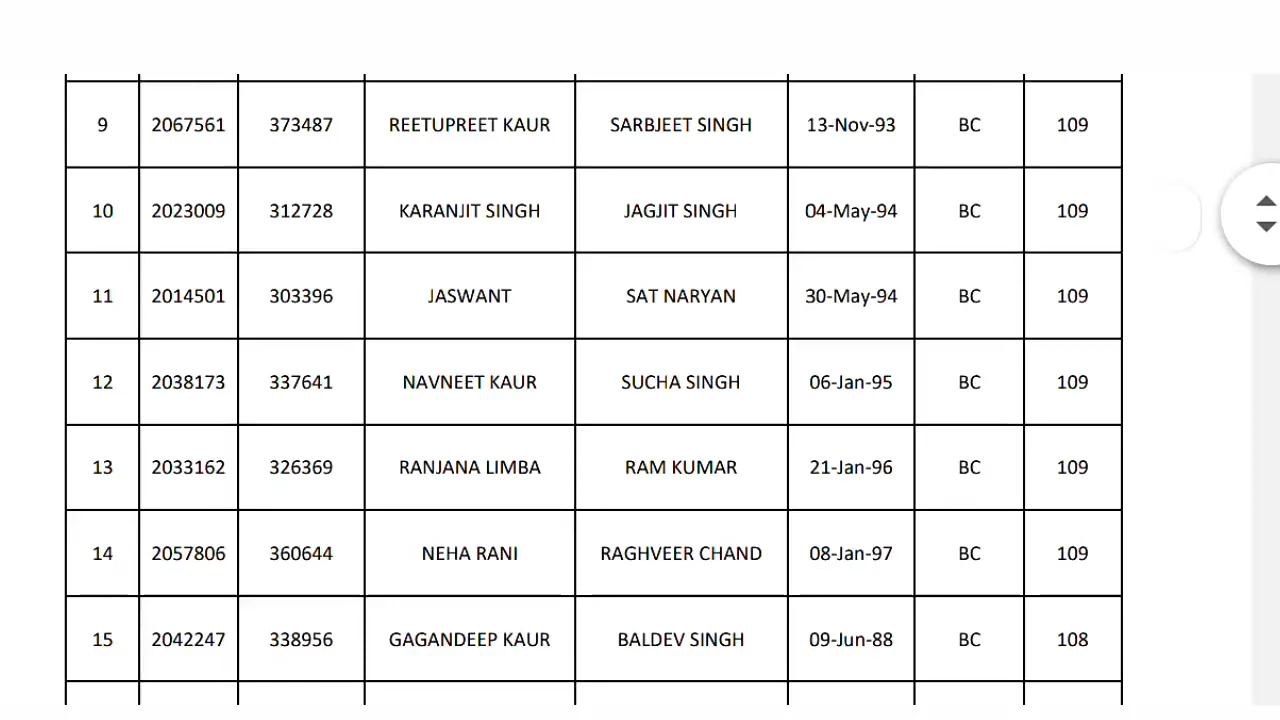 9 2067561 373487 REETUPREET KAUR SARBJEET SINGH 13-Nov-93 BC 109
10 2023009 312728 KARANJIT SINGH JAGJIT SINGH 04-May-94 BC 109
11 2014501 303396 JASWANT SAT NARYAN 30-May-94 BC 109
12 2038173 337641 NAVNEET KAUR SUCHA SINGH 06-Jan-95 BC 109
13 2033162 326369 RANJANA LIMBA RAM KUMAR 21-Jan-96 BC 109
14 2057806 360644 NEHA RANI RAGHVEER CHAND 08-Jan-97 BC 109
15 2042247 338956 GAGANDEEP KAUR BALDEV SINGH 09-Jun-88 BC 108